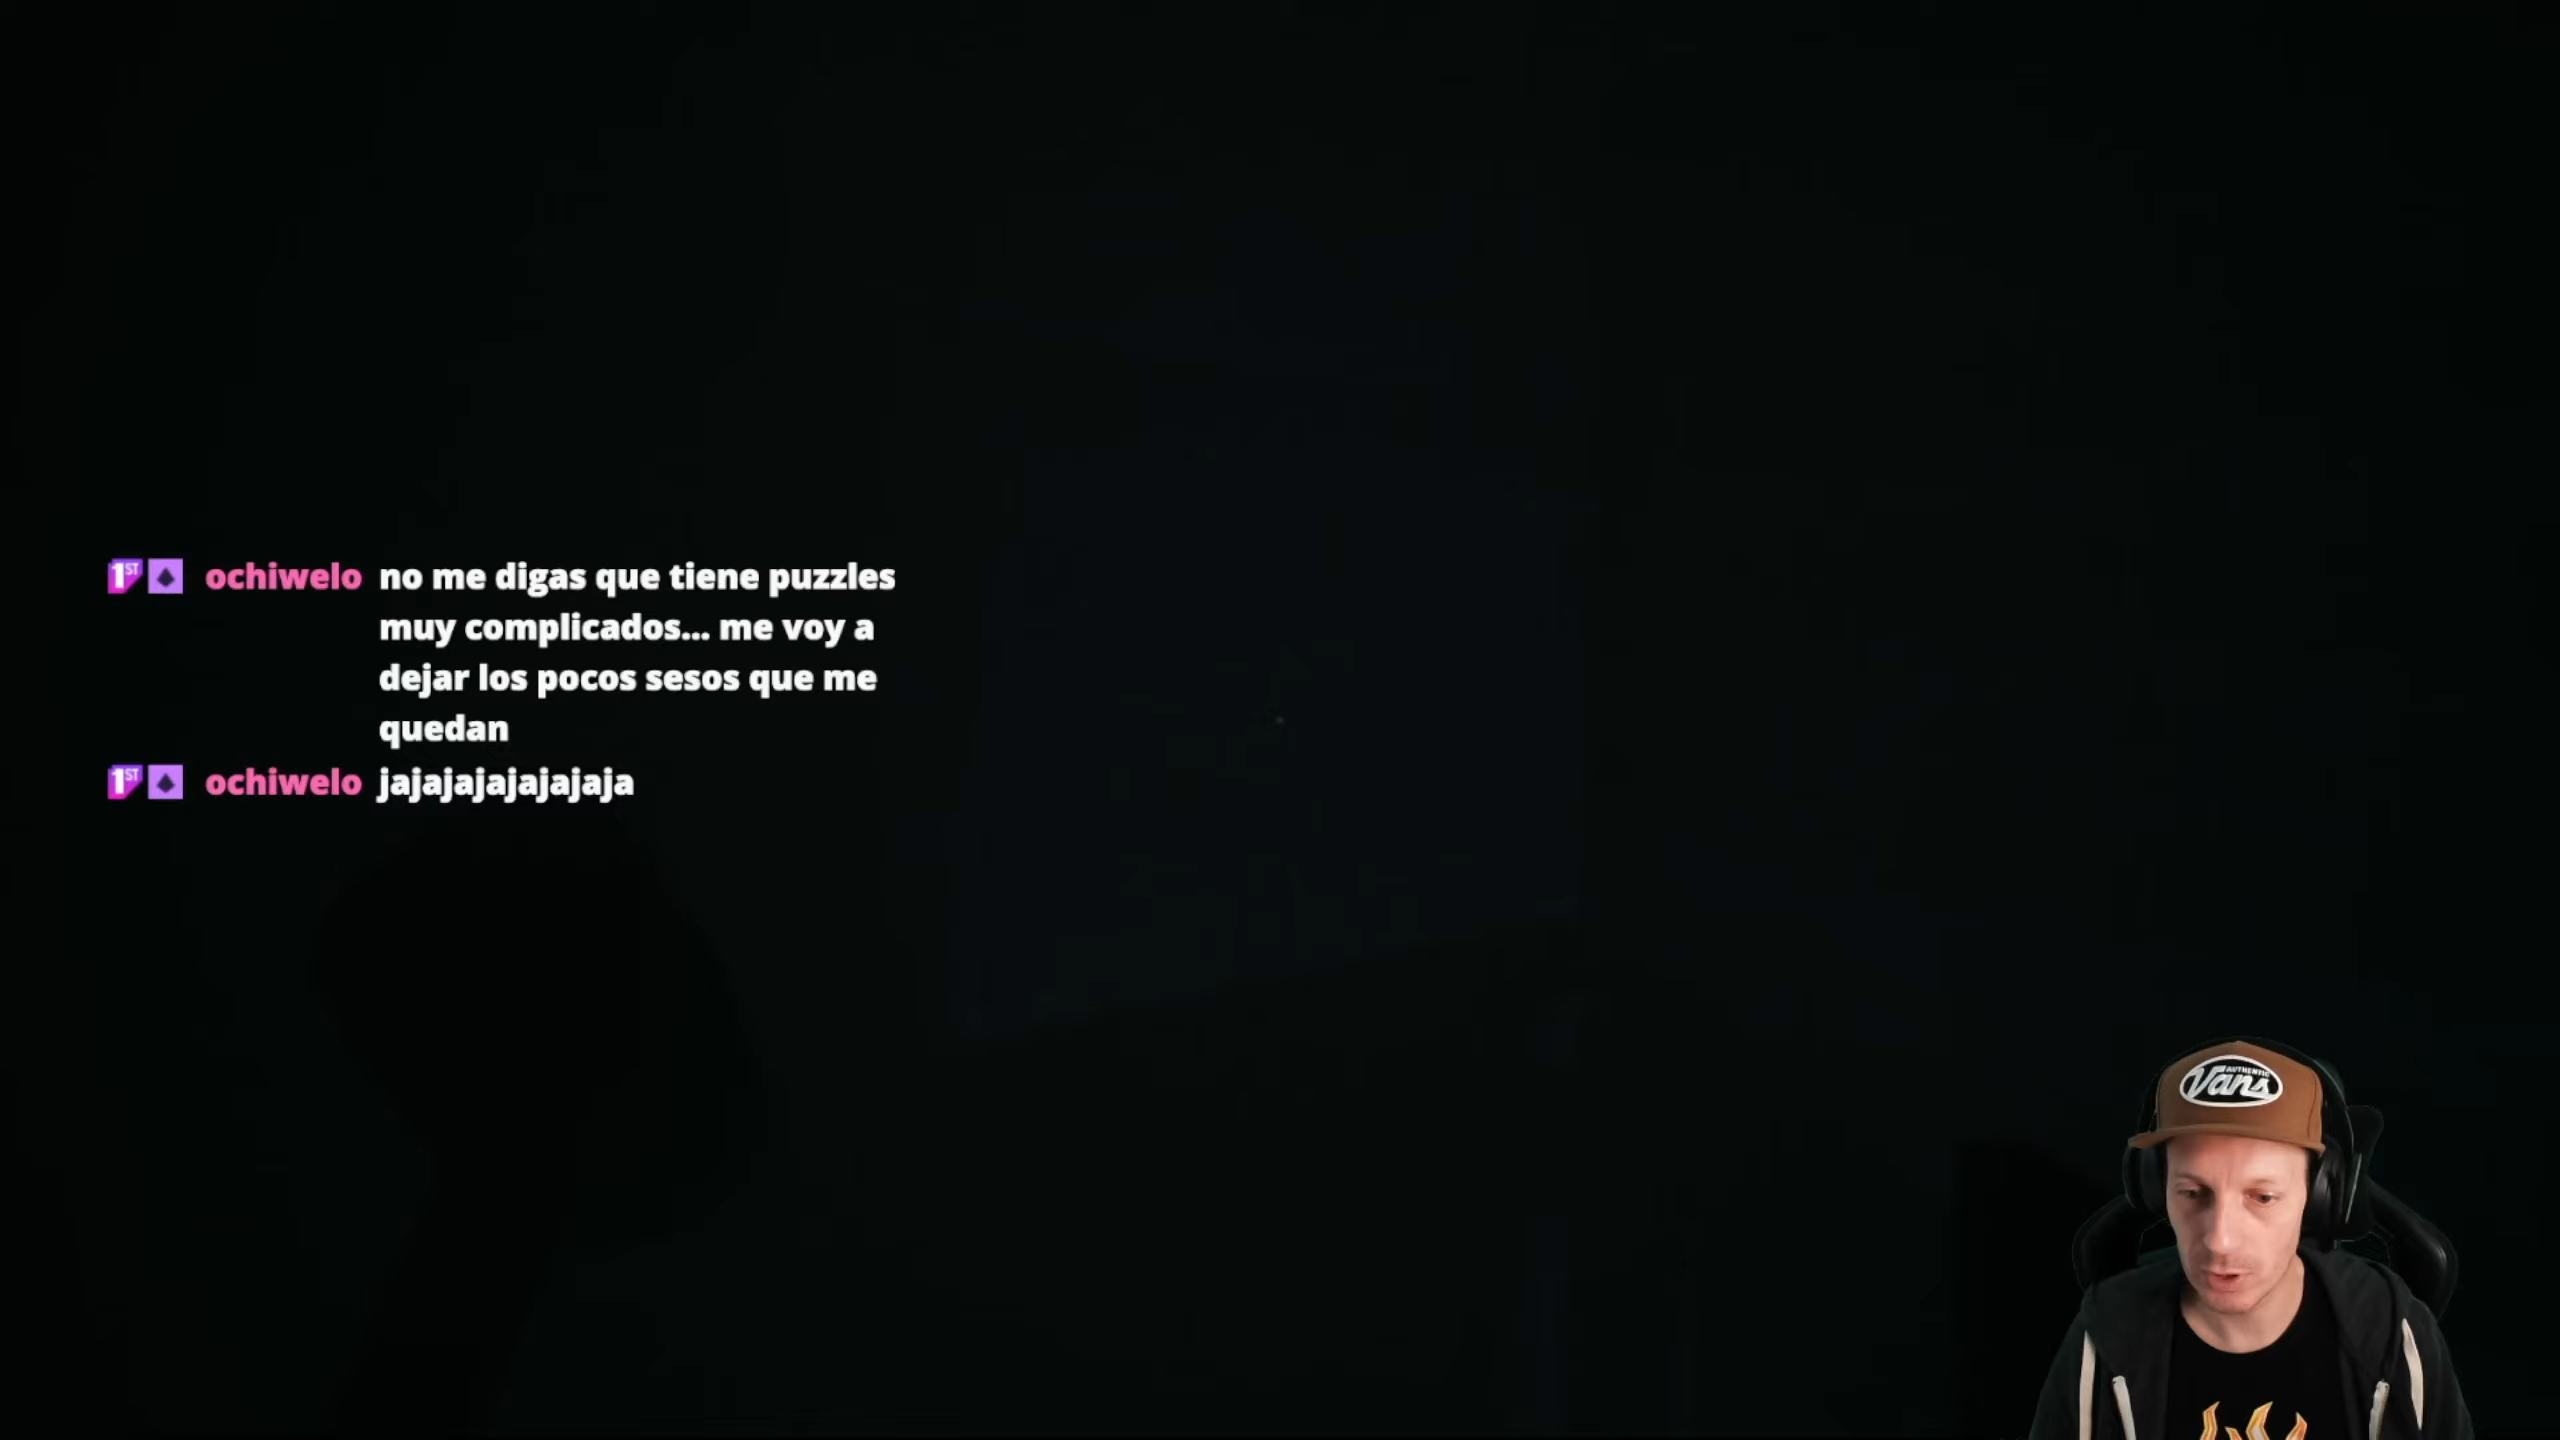 1ST ochiwelo no me digas que tiene puzzles
muy complicados... me voy a
dejar los pocos sesos que me
quedan
1ST ochiwelo jajajajajajajaja
AUTHENTIC
Vans